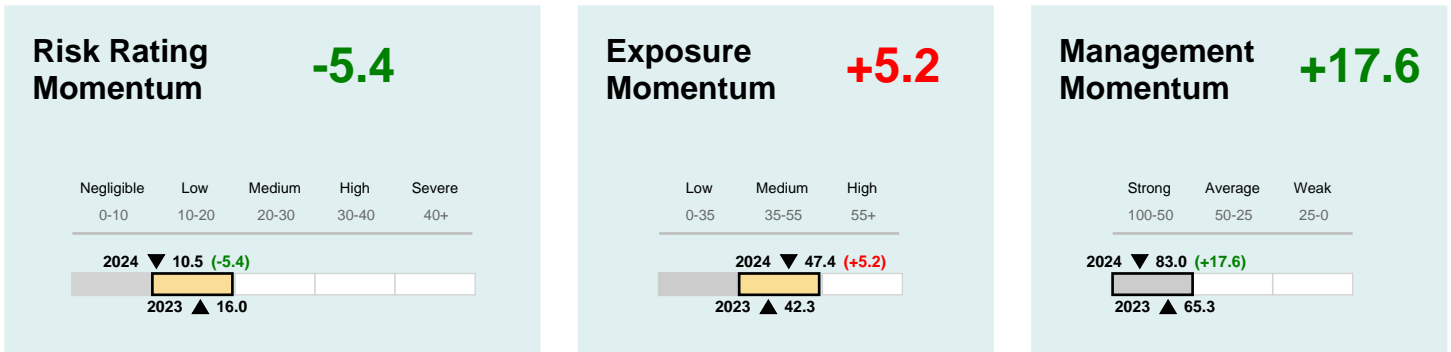 Risk Rating
Momentum
-5.4
Negligible Low Medium High Severe
0-10 10-20 20-30 30-40 40+
2024 ▼ 10.5 (-5.4)
2023 ▲ 16.0
Exposure
Momentum
+5.2
Low Medium High
0-35 35-55 55+
2024 ▼ 47.4 (+5.2)
2023 ▲ 42.3
Management
Momentum
+17.6
Strong Average Weak
100-50 50-25 25-0
2024 ▼ 83.0 (+17.6)
2023 ▲ 65.3